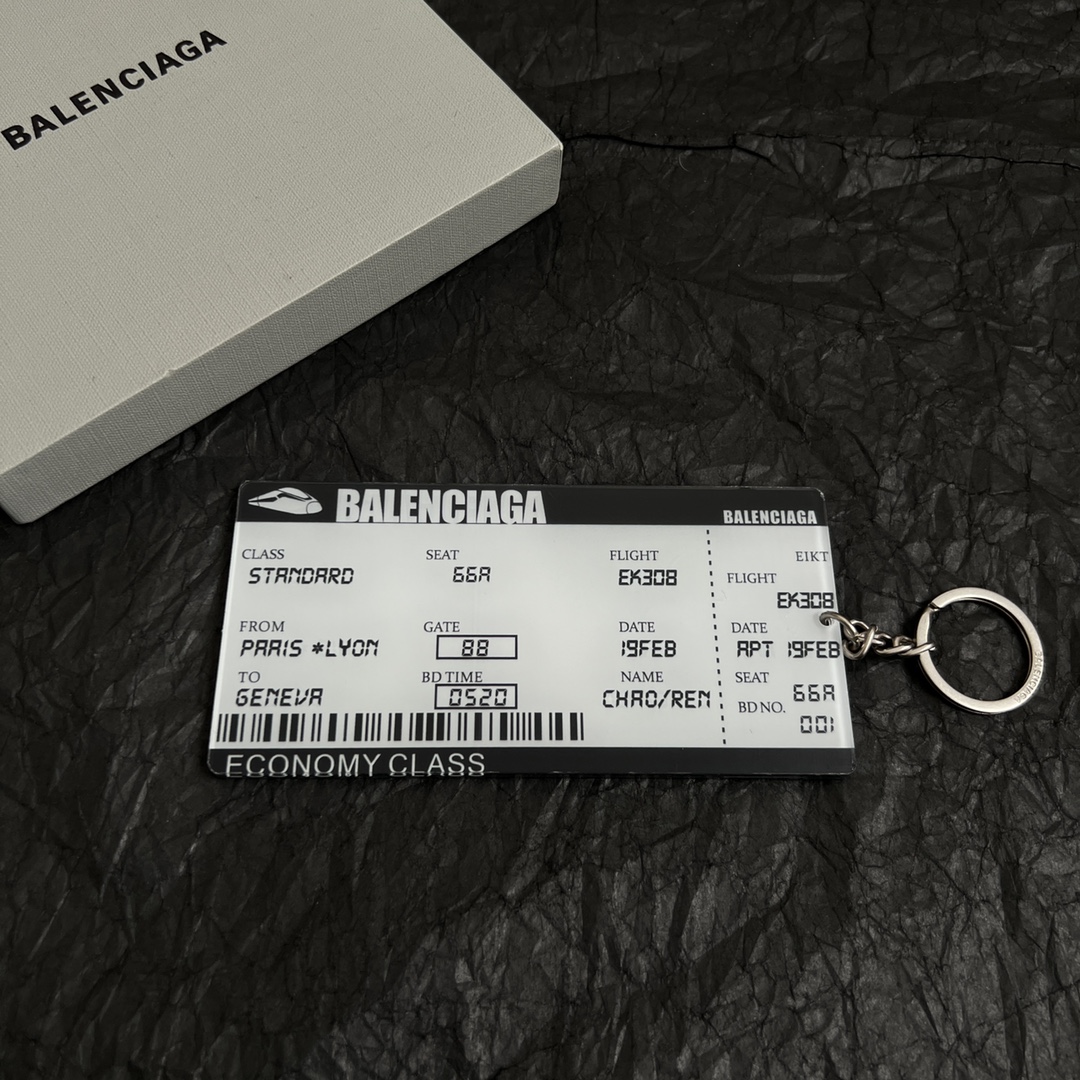 BALENCIAGA
BALENCIAGA
BALENCIAGA
CLASS SEAT FLIGHT
STANDARD 66A EK308
FROM GATE DATE
PARIS *LYON 88 19FEB
TO BD TIME NAME
GENEVA 0520 CHAO/REN
ECONOMY CLASS
EIKT
FLIGHT
EK308
DATE
APT 19FEB
SEAT
66A
BD NO.
001
BALENCIAGA